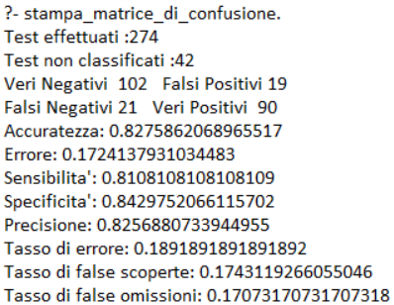 ?- stampa_matrice_di_confusione.
Test effettuati :274
Test non classificati :42
Veri Negativi  102   Falsi Positivi 19
Falsi Negativi 21   Veri Positivi  90
Accuratezza: 0.8275862068965517
Errore: 0.1724137931034483
Sensibilita': 0.8108108108108109
Specificita': 0.8429752066115702
Precisione: 0.8256880733944955
Tasso di errore: 0.1891891891891892
Tasso di false scoperte: 0.1743119266055046
Tasso di false omissioni: 0.17073170731707318